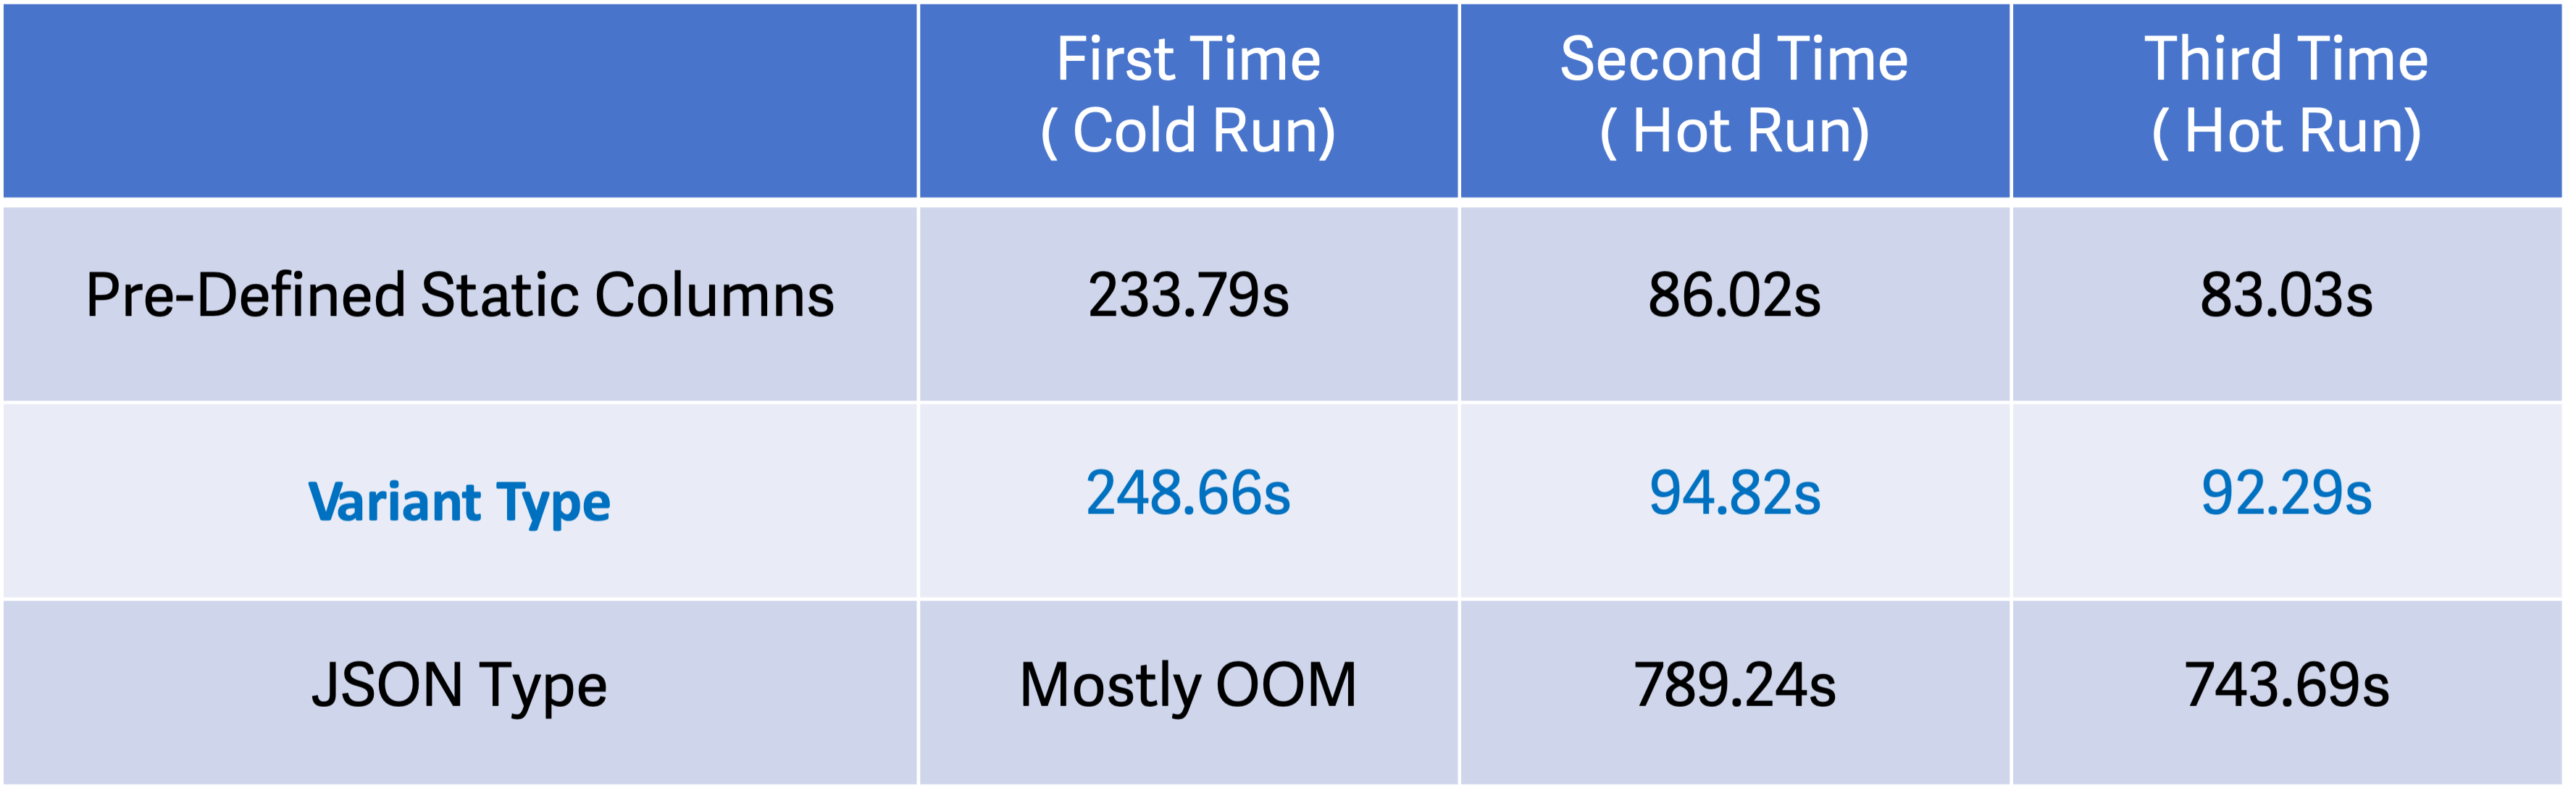 First Time
( Cold Run)
Second Time
( Hot Run)
Third Time
( Hot Run)
Pre-Defined Static Columns 233.79s 86.02s 83.03s
Variant Type 248.66s 94.82s 92.29s
JSON Type Mostly OOM 789.24s 743.69s